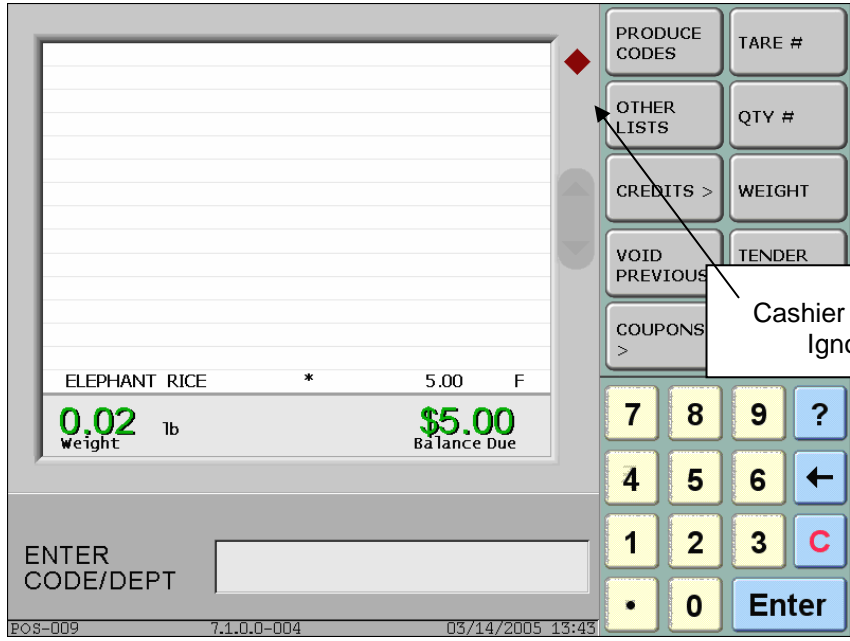 PRODUCE
CODES
TARE #
OTHER
LISTS
QTY #
CREDITS >
WEIGHT
VOID
PREVIOUS
TENDER
COUPONS
>
Cashier
ELEPHANT RICE * 5.00 F
0.02 lb $5.00
Weight Balance Due
7 8 9 ?
4 5 6 ←
1 2 3 C
. 0 Enter
ENTER
CODE/DEPT
POS-009 7.1.0.0-004 03/14/2005 13:43